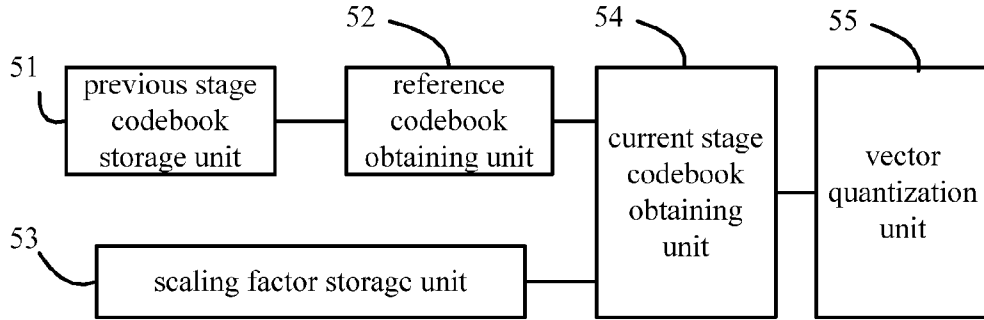 51
previous stage
codebook
storage unit
52
reference
codebook
obtaining unit
53
scaling factor storage unit
54
current stage
codebook
obtaining
unit
55
vector
quantization
unit